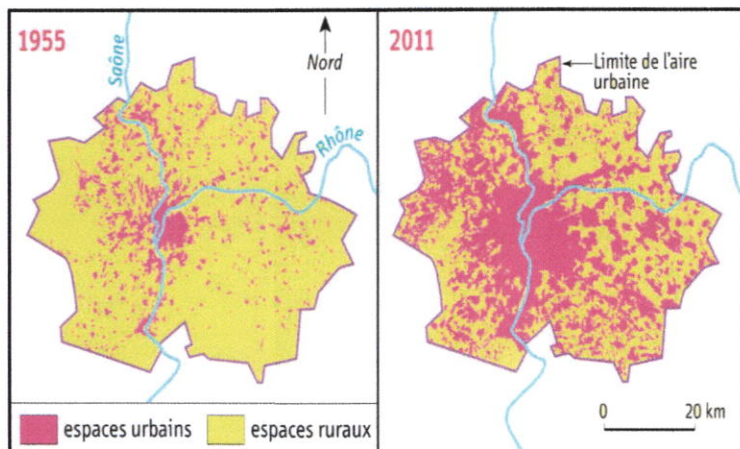 1955
Saône
Nord
Rhône
2011
Limite de l'aire
urbaine
espaces urbains
espaces ruraux
0 20 km